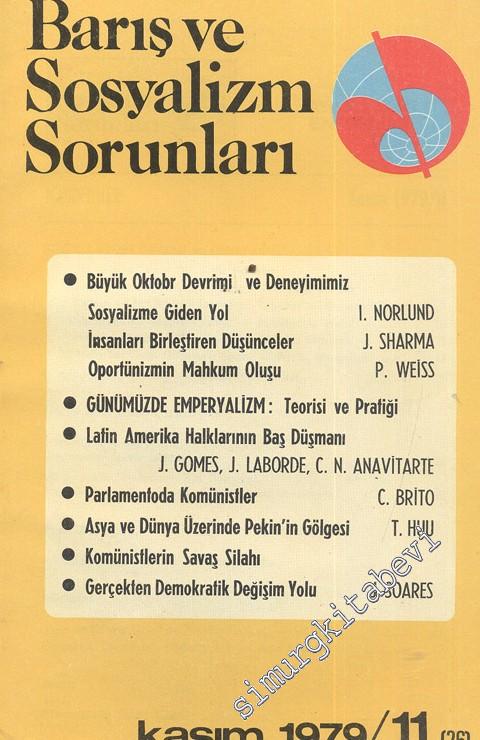 Barış ve
Sosyalizm
Sorunları
● Büyük Oktobr Devrimi ve Deneyimimiz
Sosyalizme Giden Yol I. NORLUND
İnsanları Birleştiren Düşünceler J. SHARMA
Oportünizmin Mahkum Oluşu P. WEISS
● GÜNÜMÜZDE EMPERYALİZM: Teorisi ve Pratiği
● Latin Amerika Halklarının Baş Düşmanı
J. GOMES, J. LABORDE, C. N. ANAVITARTE
● Parlamentoda Komünistler C. BRITO
● Asya ve Dünya Üzerinde Pekin'in Gölgesi T. HUU
● Komünistlerin Savaş Silahı
● Gerçekten Demokratik Değişim Yolu SOARES
simurgkitabevi
kasım 1979/11 (26)